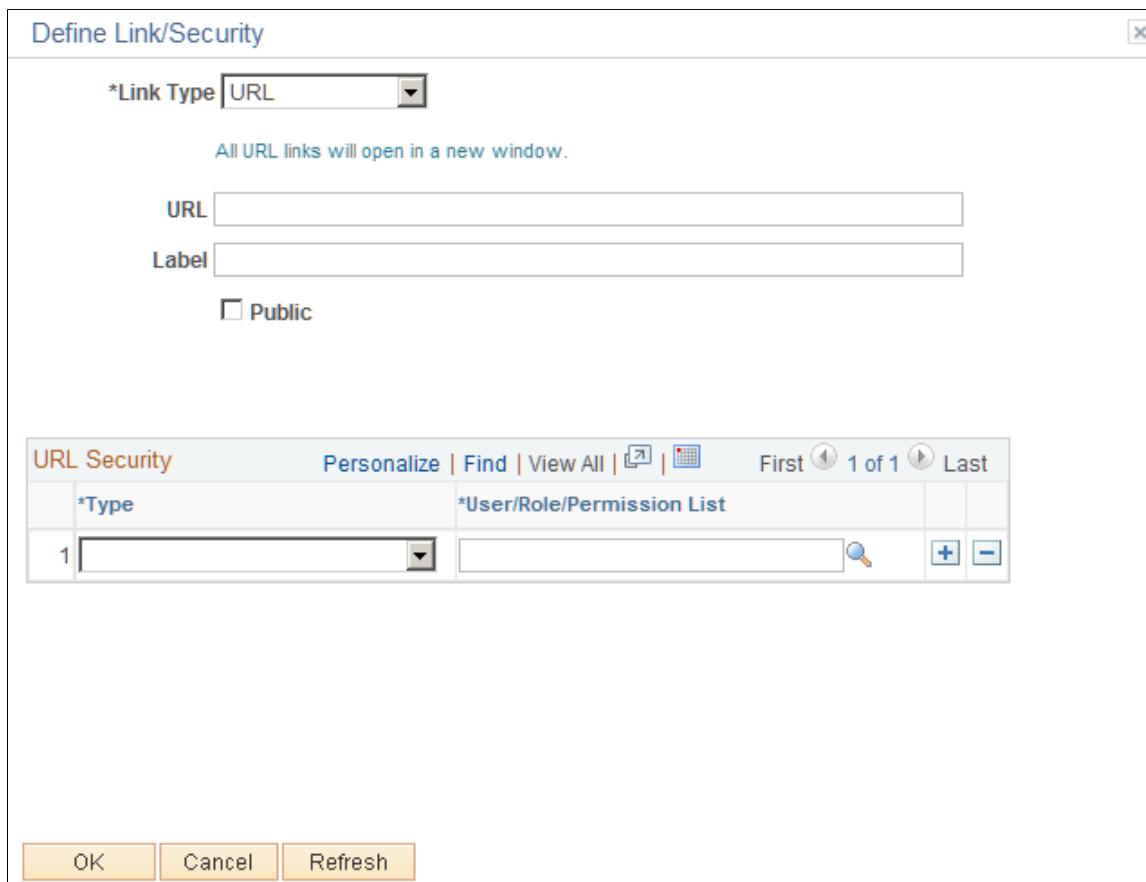 Define Link/Security
*Link Type URL
All URL links will open in a new window.
URL
Label
Public
URL Security Personalize | Find | View All | | First 1 of 1 Last
*Type *User/Role/Permission List
1
OK Cancel Refresh